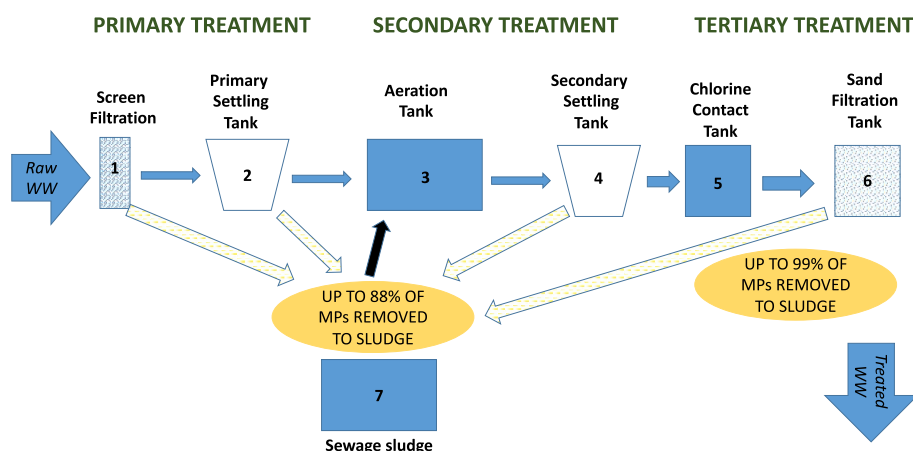 PRIMARY TREATMENT
SECONDARY TREATMENT
TERTIARY TREATMENT
Screen
Filtration
Primary
Settling
Tank
Aeration
Tank
Secondary
Settling
Tank
Chlorine
Contact
Tank
Sand
Filtration
Tank
Raw
WW
1
2
3
4
5
6
UP TO 88% OF
MPs REMOVED
TO SLUDGE
UP TO 99% OF
MPs REMOVED
TO SLUDGE
7
Sewage sludge
Treated
WW